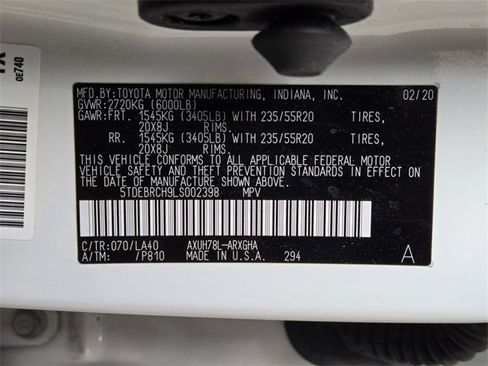 MFD.BY:TOYOTA MOTOR MANUFACTURING, INDIANA, INC. 02/20
GVWR:2720KG (6000LB)
GAWR:FRT. 1545KG (3405LB) WITH 235/55R20 TIRES,
20X8J RIMS.
RR. 1545KG (3405LB) WITH 235/55R20 TIRES,
20X8J RIMS.
THIS VEHICLE CONFORMS TO ALL APPLICABLE FEDERAL MOTOR
VEHICLE SAFETY AND THEFT PREVENTION STANDARDS IN EFFECT
ON THE DATE OF MANUFACTURE SHOWN ABOVE.
5TDEBRCH9LS002398 MPV
C/TR:070/LA40 AXUH78L-ARXGHA
A/TM: /P810 MADE IN U.S.A. 294 A
0E740